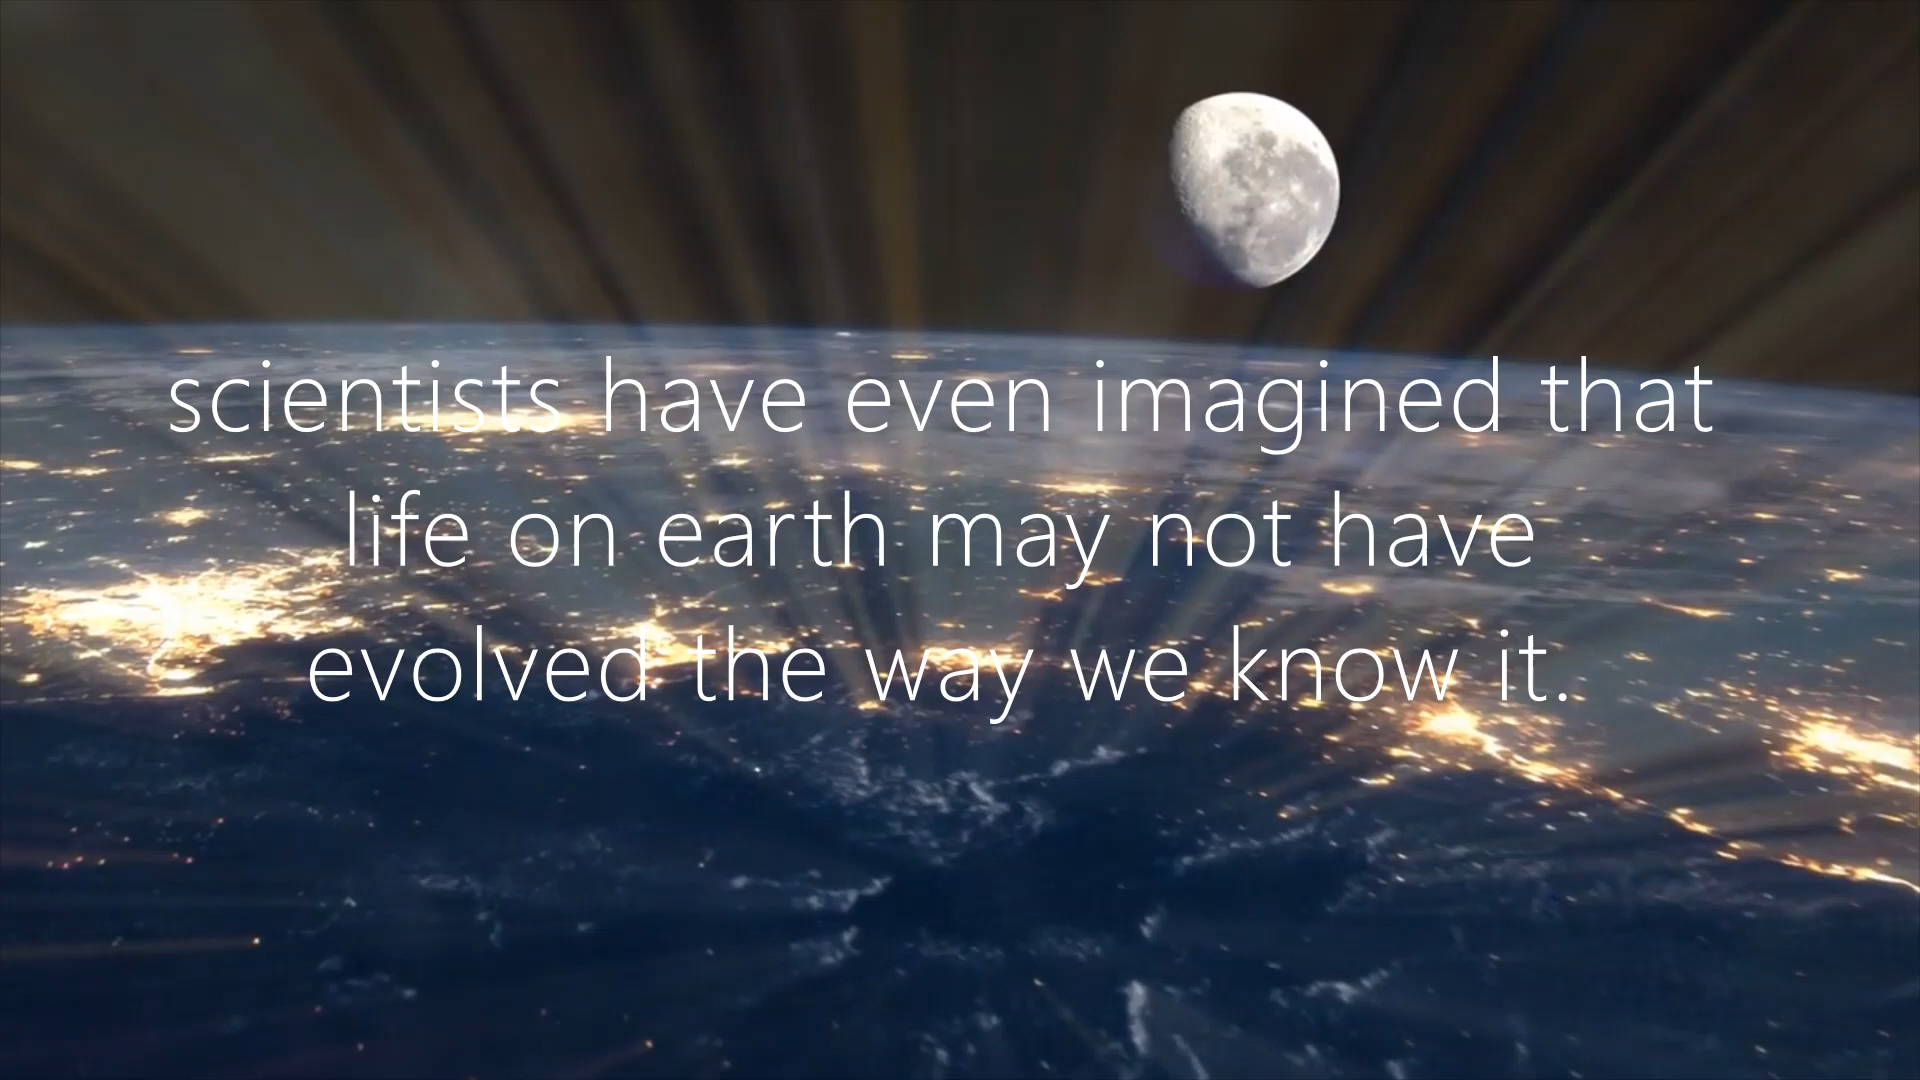 scientists have even imagined that
life on earth may not have
evolved the way we know it.